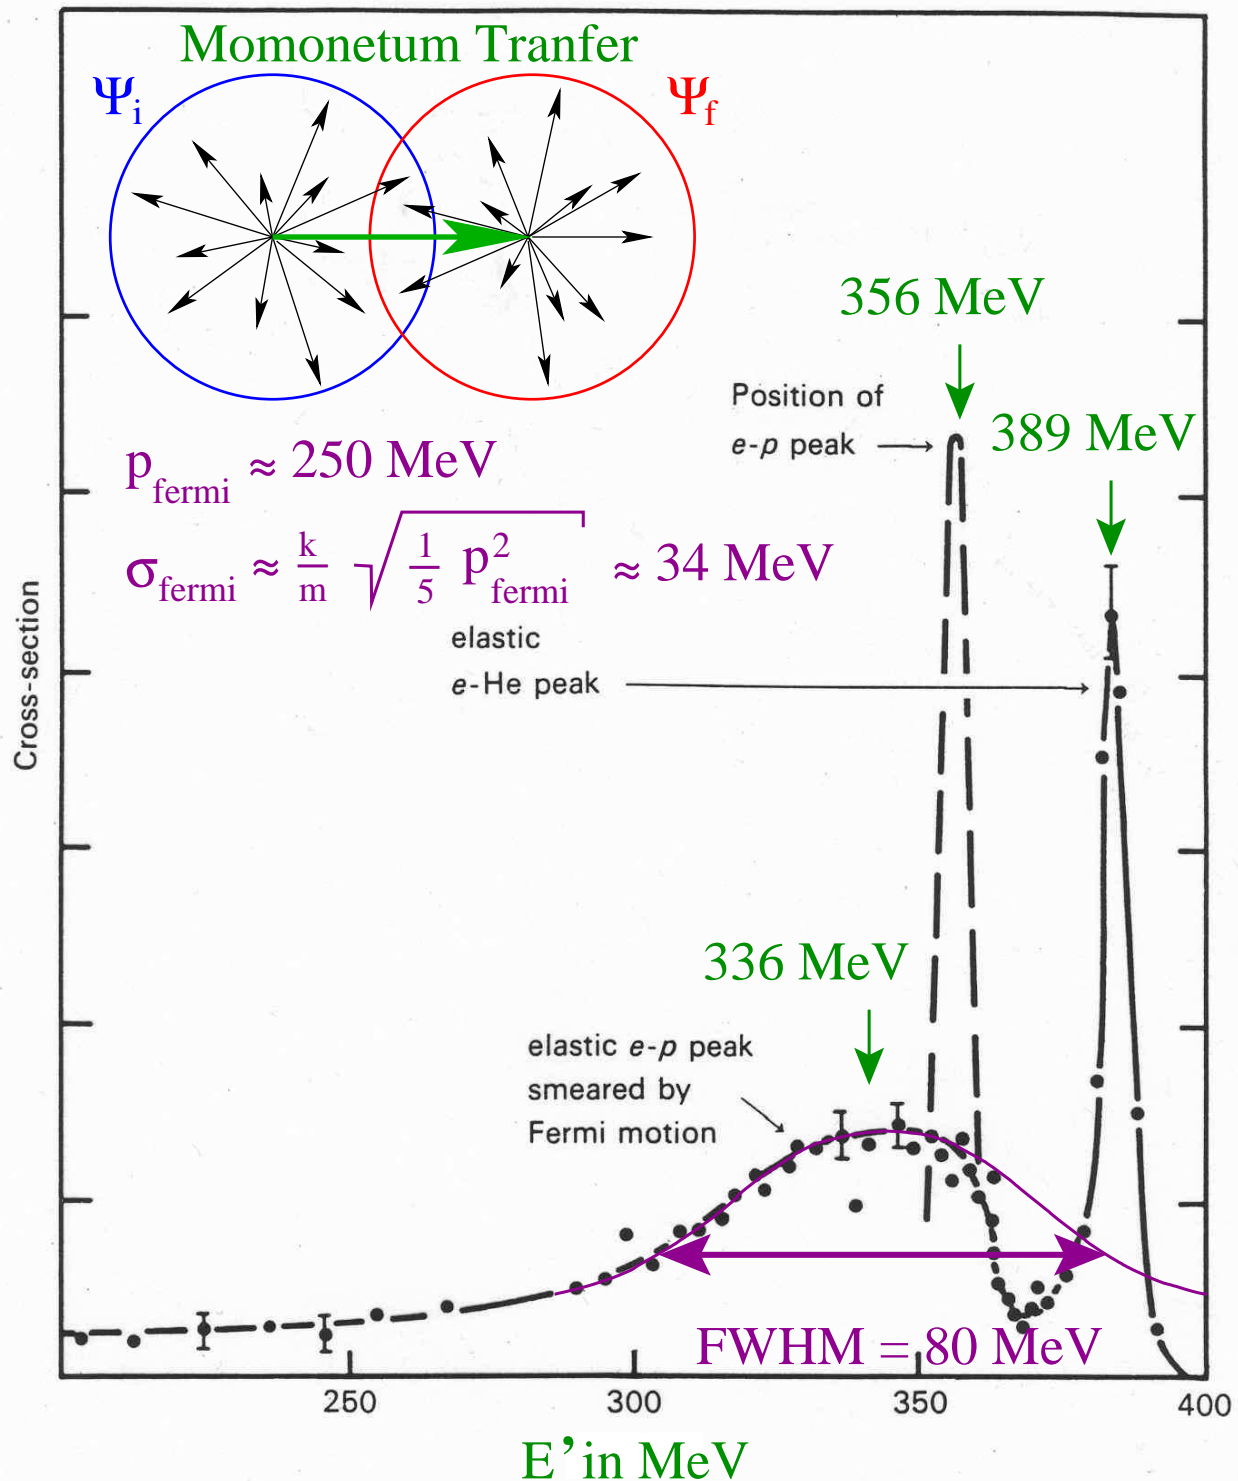 Momonetum Tranfer
Ψi
Ψf
356 MeV
Position of
e-p peak
389 MeV
pfermi ≈ 250 MeV
σfermi ≈ k/m √(1/5 p²fermi) ≈ 34 MeV
elastic
e-He peak
Cross-section
336 MeV
elastic e-p peak
smeared by
Fermi motion
FWHM = 80 MeV
250 300 350 400
E’ in MeV